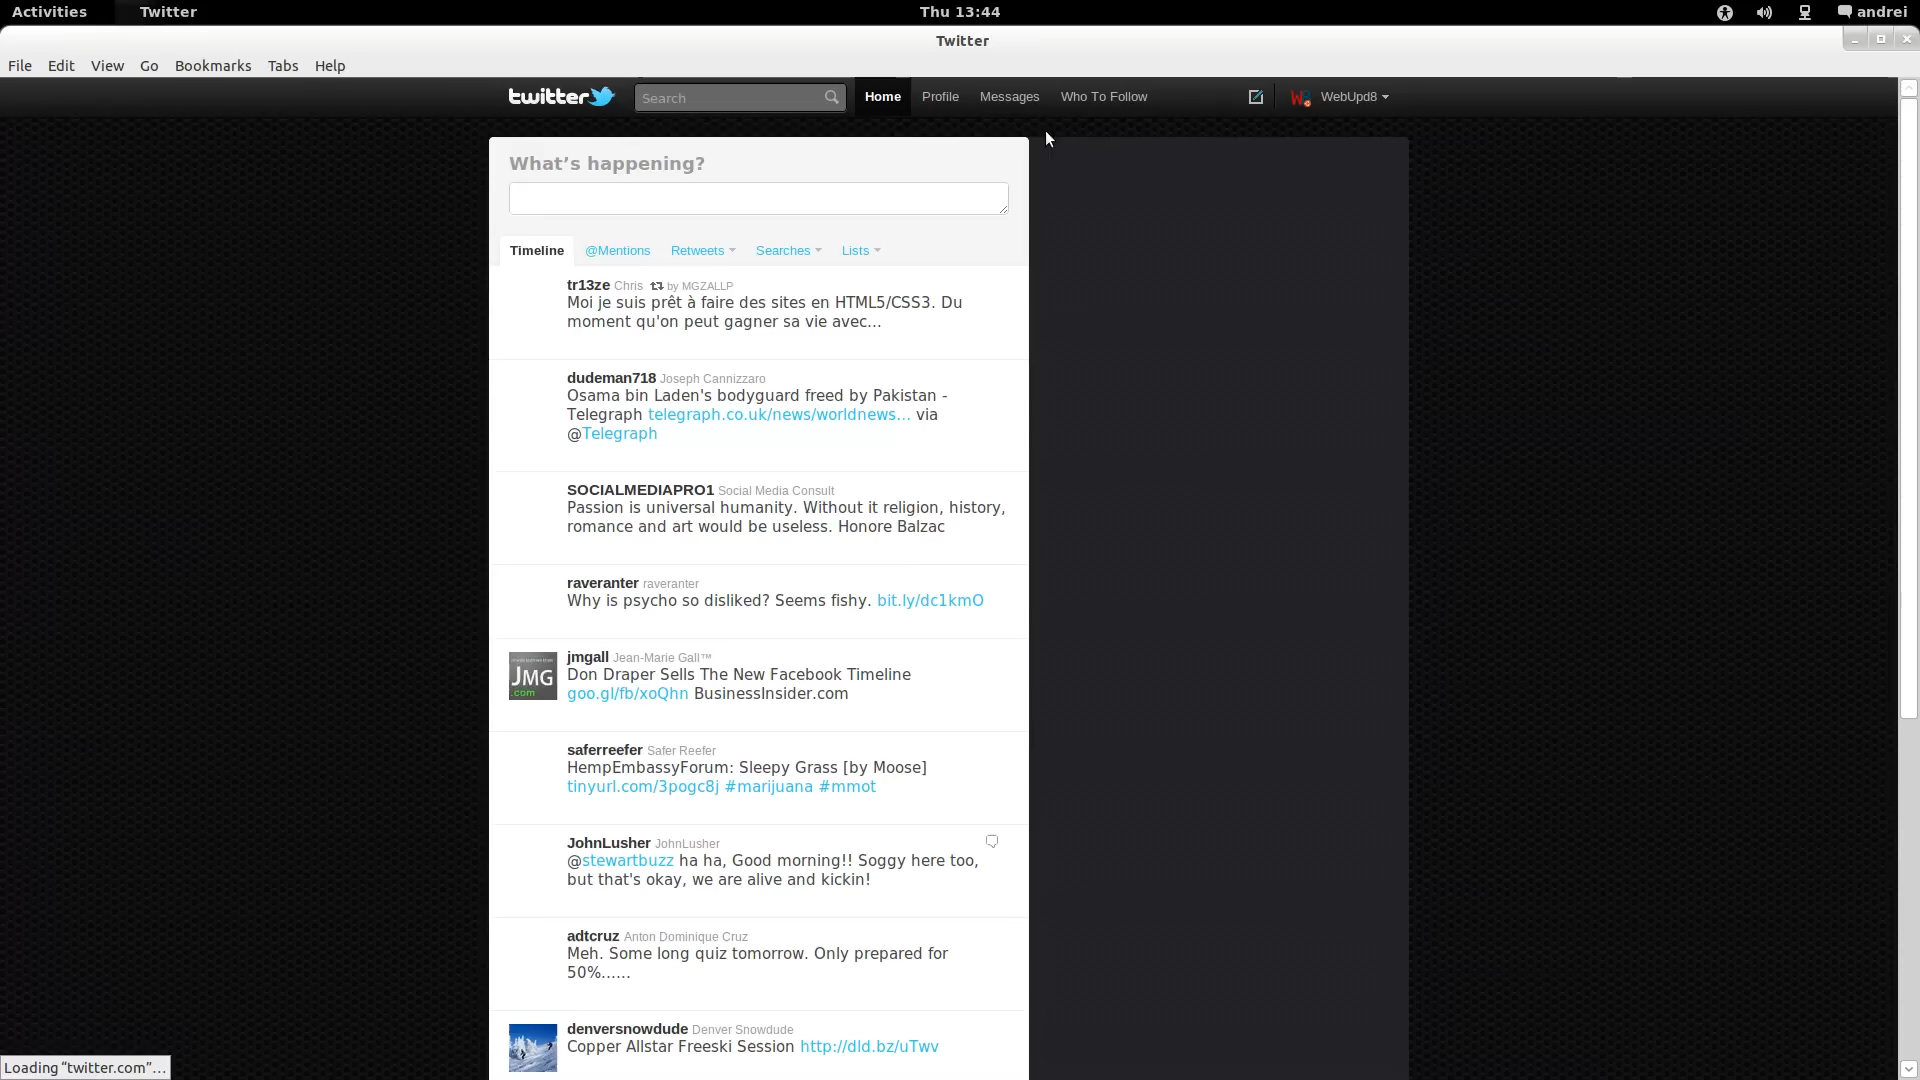 Activities Twitter Thu 13:44 andrei
Twitter
File Edit View Go Bookmarks Tabs Help
twitter Search Home Profile Messages Who To Follow WebUpd8
What’s happening?
Timeline @Mentions Retweets Searches Lists
tr13ze Chris by MGZALLP
Moi je suis prêt à faire des sites en HTML5/CSS3. Du
moment qu'on peut gagner sa vie avec...
dudeman718 Joseph Cannizzaro
Osama bin Laden's bodyguard freed by Pakistan -
Telegraph telegraph.co.uk/news/worldnews… via
@Telegraph
SOCIALMEDIAPRO1 Social Media Consult
Passion is universal humanity. Without it religion, history,
romance and art would be useless. Honore Balzac
raveranter raveranter
Why is psycho so disliked? Seems fishy. bit.ly/dc1kmO
jmgall Jean-Marie Gall™
JMG
.com
Don Draper Sells The New Facebook Timeline
goo.gl/fb/xoQhn BusinessInsider.com
saferreefer Safer Reefer
HempEmbassyForum: Sleepy Grass [by Moose]
tinyurl.com/3pogc8j #marijuana #mmot
JohnLusher JohnLusher
@stewartbuzz ha ha, Good morning!! Soggy here too,
but that's okay, we are alive and kickin!
adtcruz Anton Dominique Cruz
Meh. Some long quiz tomorrow. Only prepared for
50%......
denversnowdude Denver Snowdude
Copper Allstar Freeski Session http://dld.bz/uTwv
Loading “twitter.com”…